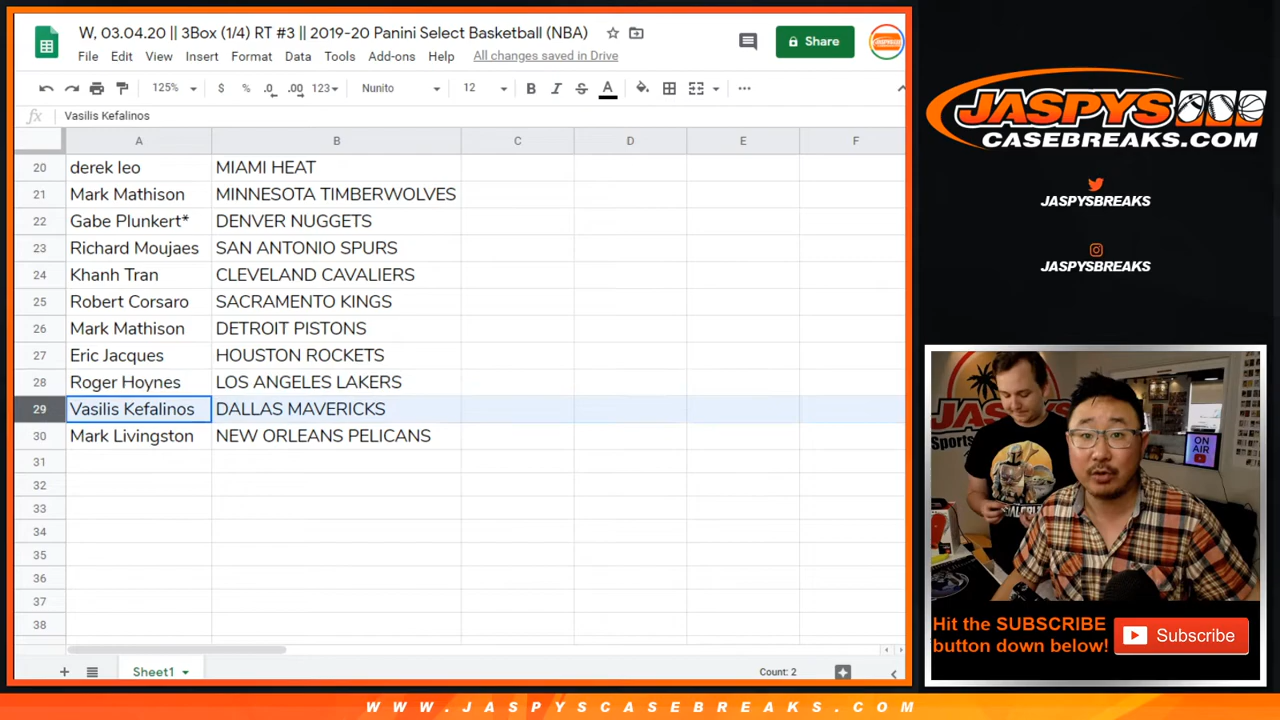 W, 03.04.20 || 3Box (1/4) RT #3 || 2019-20 Panini Select Basketball (NBA)
File Edit View Insert Format Data Tools Add-ons Help All changes saved in Drive
Share
125% $ % .0 .00 123 Nunito 12 B I S A
fx Vasilis Kefalinos
A B C D E F
20 derek leo MIAMI HEAT
21 Mark Mathison MINNESOTA TIMBERWOLVES
22 Gabe Plunkert* DENVER NUGGETS
23 Richard Moujaes SAN ANTONIO SPURS
24 Khanh Tran CLEVELAND CAVALIERS
25 Robert Corsaro SACRAMENTO KINGS
26 Mark Mathison DETROIT PISTONS
27 Eric Jacques HOUSTON ROCKETS
28 Roger Hoynes LOS ANGELES LAKERS
29 Vasilis Kefalinos DALLAS MAVERICKS
30 Mark Livingston NEW ORLEANS PELICANS
31
32
33
34
35
36
37
38
Sheet1
Count: 2
JASPYS
CASEBREAKS.COM
JASPYSBREAKS
JASPYSBREAKS
ON
AIR
Hit the SUBSCRIBE
button down below!
Subscribe
WWW.JASPYSCASEBREAKS.COM